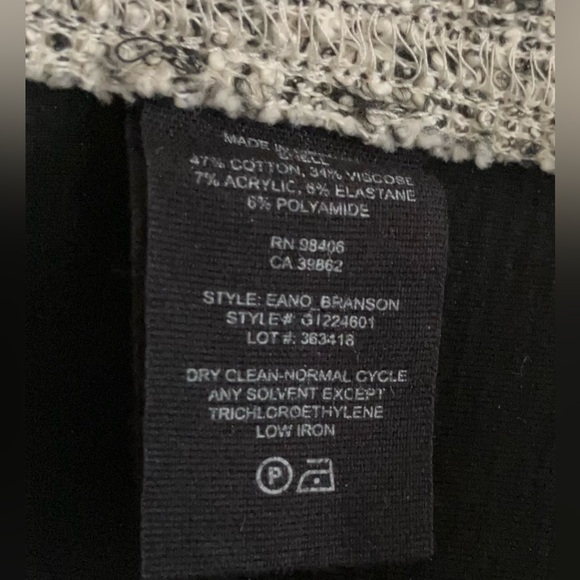 MADE IN
SHELL
47% COTTON, 34% VISCOSE
7% ACRYLIC, 6% ELASTANE
6% POLYAMIDE
RN 98406
CA 39862
STYLE: EANO_BRANSON
STYLE# G1224601
LOT #: 363418
DRY CLEAN-NORMAL CYCLE
ANY SOLVENT EXCEPT
TRICHLOROETHYLENE
LOW IRON
P